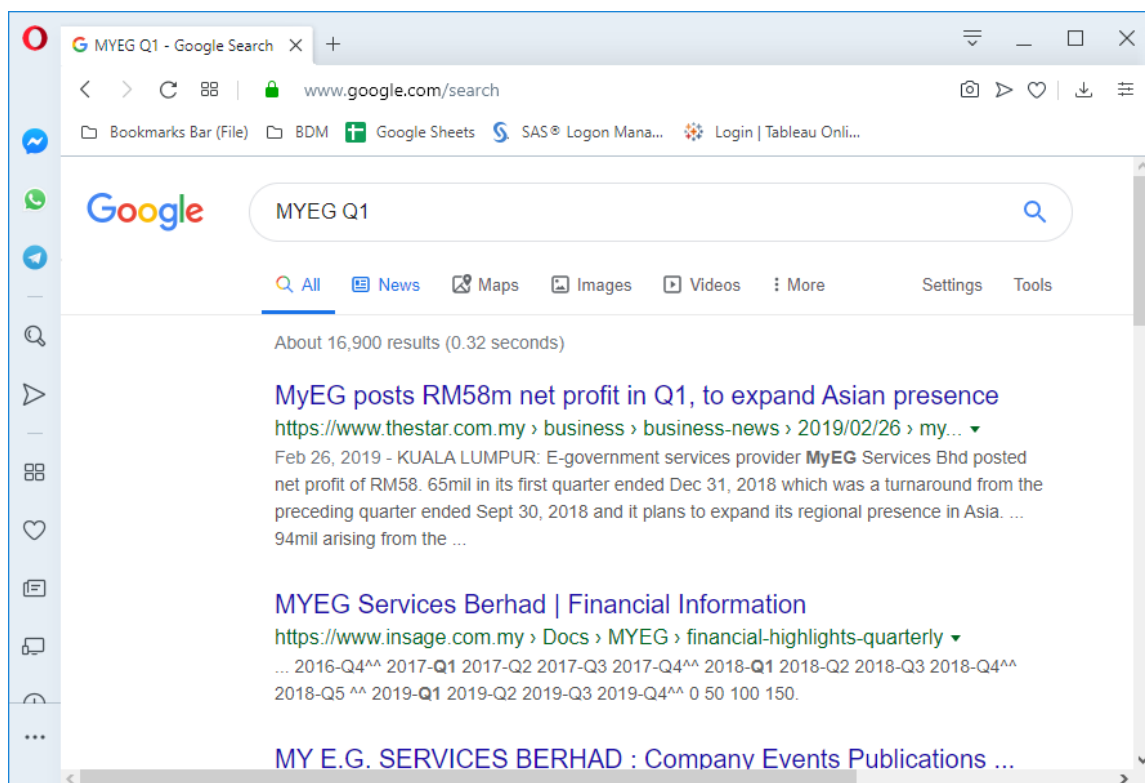 MYEG Q1 - Google Search
www.google.com/search
Bookmarks Bar (File) BDM Google Sheets SAS® Logon Mana... Login | Tableau Onli...
Google MYEG Q1
All News Maps Images Videos More Settings Tools
About 16,900 results (0.32 seconds)
MyEG posts RM58m net profit in Q1, to expand Asian presence
https://www.thestar.com.my › business › business-news › 2019/02/26 › my...
Feb 26, 2019 - KUALA LUMPUR: E-government services provider MyEG Services Bhd posted
net profit of RM58. 65mil in its first quarter ended Dec 31, 2018 which was a turnaround from the
preceding quarter ended Sept 30, 2018 and it plans to expand its regional presence in Asia. ...
94mil arising from the ...
MYEG Services Berhad | Financial Information
https://www.insage.com.my › Docs › MYEG › financial-highlights-quarterly
... 2016-Q4^^ 2017-Q1 2017-Q2 2017-Q3 2017-Q4^^ 2018-Q1 2018-Q2 2018-Q3 2018-Q4^^
2018-Q5 ^^ 2019-Q1 2019-Q2 2019-Q3 2019-Q4^^ 0 50 100 150.
MY E.G. SERVICES BERHAD : Company Events Publications ...